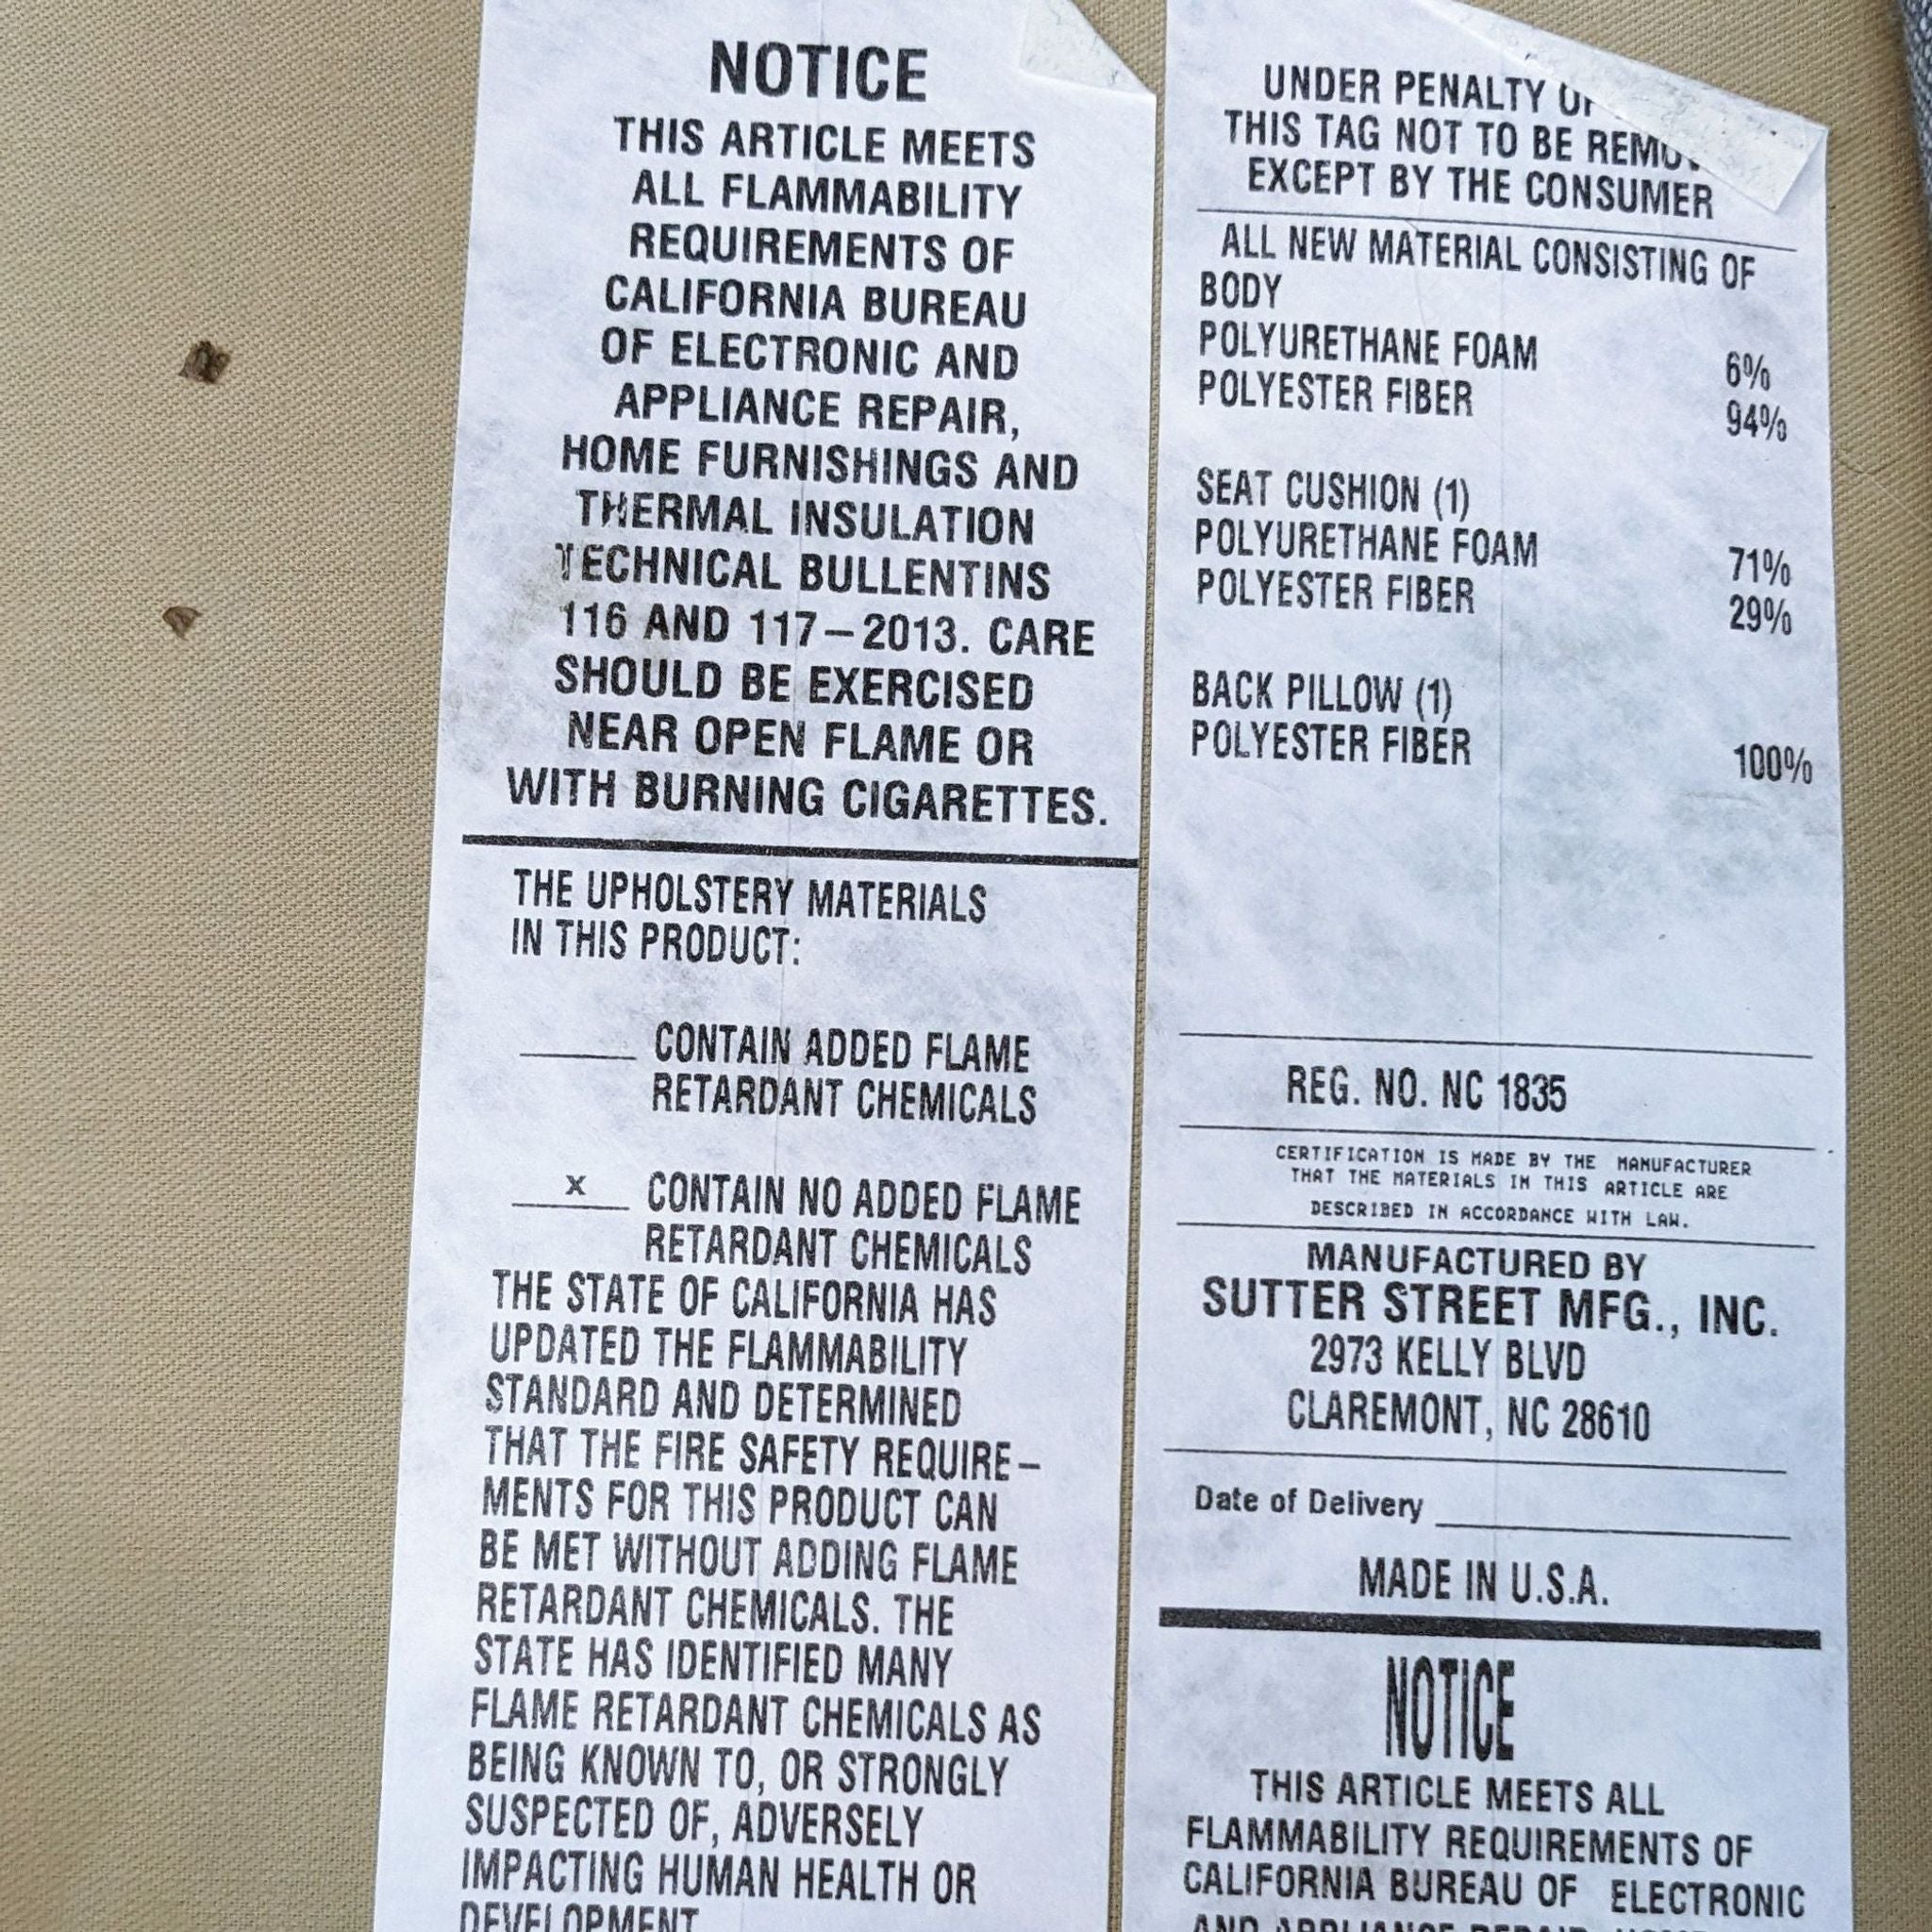 NOTICE
THIS ARTICLE MEETS
ALL FLAMMABILITY
REQUIREMENTS OF
CALIFORNIA BUREAU
OF ELECTRONIC AND
APPLIANCE REPAIR,
HOME FURNISHINGS AND
THERMAL INSULATION
TECHNICAL BULLENTINS
116 AND 117-2013. CARE
SHOULD BE EXERCISED
NEAR OPEN FLAME OR
WITH BURNING CIGARETTES.
THE UPHOLSTERY MATERIALS
IN THIS PRODUCT:
CONTAIN ADDED FLAME
RETARDANT CHEMICALS
x CONTAIN NO ADDED FLAME
RETARDANT CHEMICALS
THE STATE OF CALIFORNIA HAS
UPDATED THE FLAMMABILITY
STANDARD AND DETERMINED
THAT THE FIRE SAFETY REQUIRE-
MENTS FOR THIS PRODUCT CAN
BE MET WITHOUT ADDING FLAME
RETARDANT CHEMICALS. THE
STATE HAS IDENTIFIED MANY
FLAME RETARDANT CHEMICALS AS
BEING KNOWN TO, OR STRONGLY
SUSPECTED OF, ADVERSELY
IMPACTING HUMAN HEALTH OR
DEVELOPMENT
UNDER PENALTY OF
THIS TAG NOT TO BE
EXCEPT BY THE CONSUMER
ALL NEW MATERIAL CONSISTING OF
BODY
POLYURETHANE FOAM 6%
POLYESTER FIBER 94%
SEAT CUSHION (1)
POLYURETHANE FOAM 71%
POLYESTER FIBER 29%
BACK PILLOW (1)
POLYESTER FIBER 100%
REG. NO. NC 1835
CERTIFICATION IS MADE BY THE MANUFACTURER
THAT THE MATERIALS IN THIS ARTICLE ARE
DESCRIBED IN ACCORDANCE WITH LAW.
MANUFACTURED BY
SUTTER STREET MFG., INC.
2973 KELLY BLVD
CLAREMONT, NC 28610
Date of Delivery
MADE IN U.S.A.
NOTICE
THIS ARTICLE MEETS ALL
FLAMMABILITY REQUIREMENTS OF
CALIFORNIA BUREAU OF ELECTRONIC